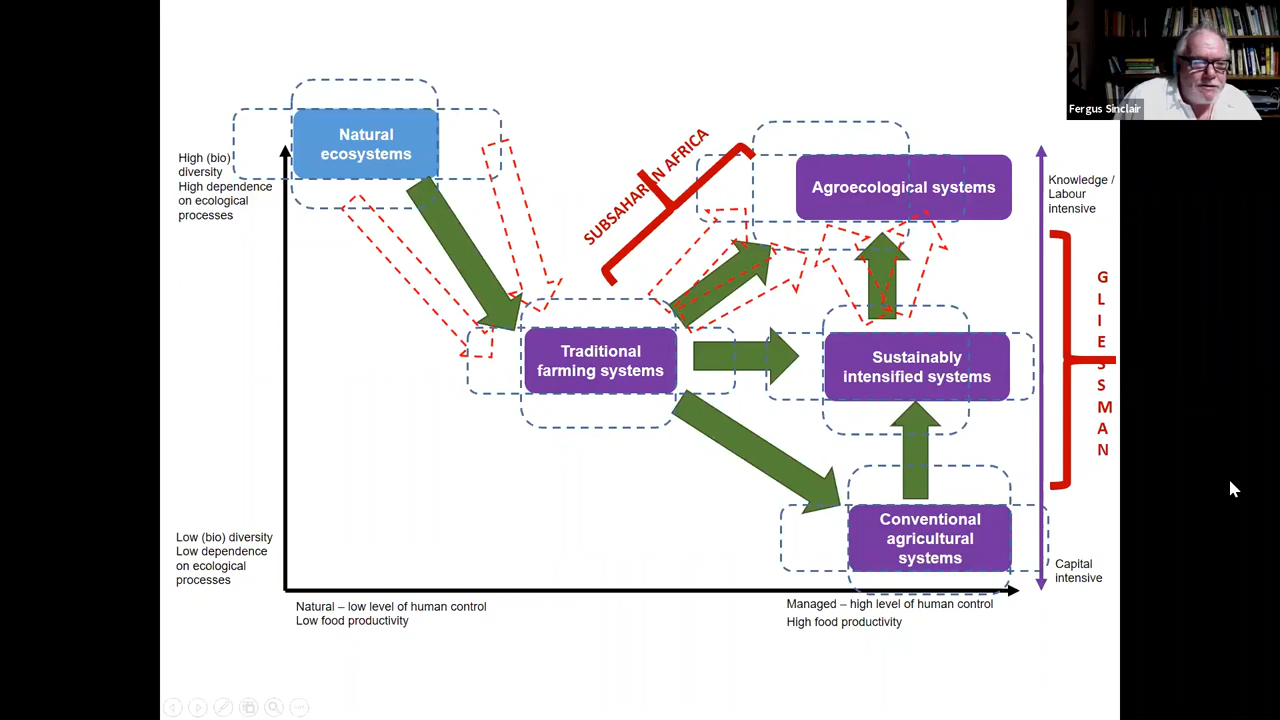 Fergus Sinclair
Natural
ecosystems
High (bio)
diversity
High dependence
on ecological
processes
SUBSAHARAN AFRICA
Agroecological systems
Knowledge /
Labour
intensive
GLIESSMAN
Traditional
farming systems
Sustainably
intensified systems
Conventional
agricultural
systems
Low (bio) diversity
Low dependence
on ecological
processes
Capital
intensive
Natural – low level of human control
Low food productivity
Managed – high level of human control
High food productivity